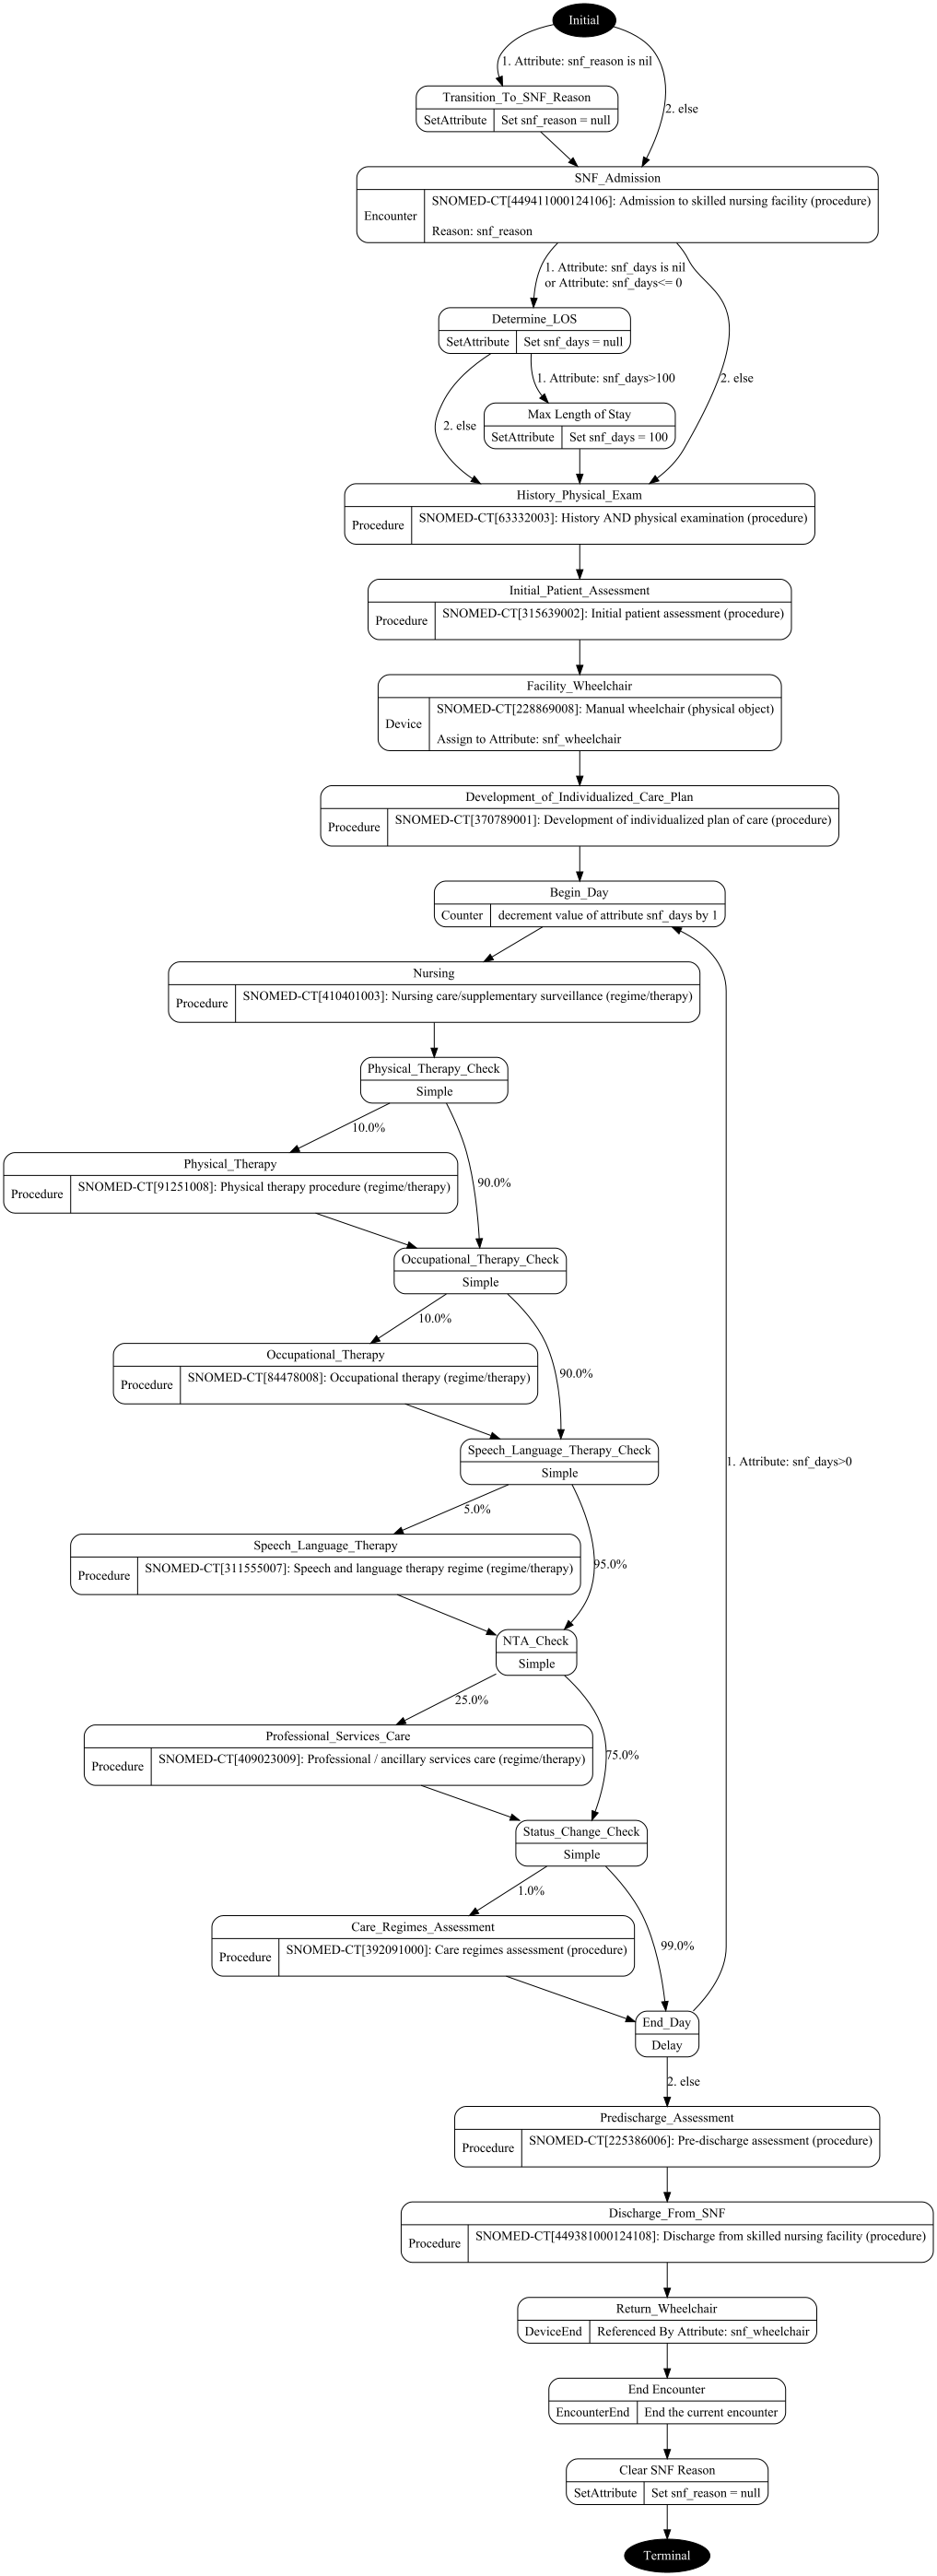 Initial
1. Attribute: snf_reason is nil
Transition_To_SNF_Reason
SetAttribute
Set snf_reason = null
2. else
SNF_Admission
Encounter
SNOMED-CT[449411000124106]: Admission to skilled nursing facility (procedure)
Reason: snf_reason
1. Attribute: snf_days is nil
or Attribute: snf_days<= 0
Determine_LOS
SetAttribute
Set snf_days = null
1. Attribute: snf_days>100
2. else
Max Length of Stay
SetAttribute
Set snf_days = 100
2. else
History_Physical_Exam
Procedure
SNOMED-CT[63332003]: History AND physical examination (procedure)
Initial_Patient_Assessment
Procedure
SNOMED-CT[315639002]: Initial patient assessment (procedure)
Facility_Wheelchair
Device
SNOMED-CT[228869008]: Manual wheelchair (physical object)
Assign to Attribute: snf_wheelchair
Development_of_Individualized_Care_Plan
Procedure
SNOMED-CT[370789001]: Development of individualized plan of care (procedure)
Begin_Day
Counter
decrement value of attribute snf_days by 1
Nursing
Procedure
SNOMED-CT[410401003]: Nursing care/supplementary surveillance (regime/therapy)
Physical_Therapy_Check
Simple
10.0%
Physical_Therapy
Procedure
SNOMED-CT[91251008]: Physical therapy procedure (regime/therapy)
90.0%
Occupational_Therapy_Check
Simple
10.0%
Occupational_Therapy
Procedure
SNOMED-CT[84478008]: Occupational therapy (regime/therapy)
90.0%
Speech_Language_Therapy_Check
Simple
1. Attribute: snf_days>0
5.0%
Speech_Language_Therapy
Procedure
SNOMED-CT[311555007]: Speech and language therapy regime (regime/therapy)
95.0%
NTA_Check
Simple
25.0%
Professional_Services_Care
Procedure
SNOMED-CT[409023009]: Professional / ancillary services care (regime/therapy)
75.0%
Status_Change_Check
Simple
1.0%
Care_Regimes_Assessment
Procedure
SNOMED-CT[392091000]: Care regimes assessment (procedure)
99.0%
End_Day
Delay
2. else
Predischarge_Assessment
Procedure
SNOMED-CT[225386006]: Pre-discharge assessment (procedure)
Discharge_From_SNF
Procedure
SNOMED-CT[449381000124108]: Discharge from skilled nursing facility (procedure)
Return_Wheelchair
DeviceEnd
Referenced By Attribute: snf_wheelchair
End Encounter
EncounterEnd
End the current encounter
Clear SNF Reason
SetAttribute
Set snf_reason = null
Terminal